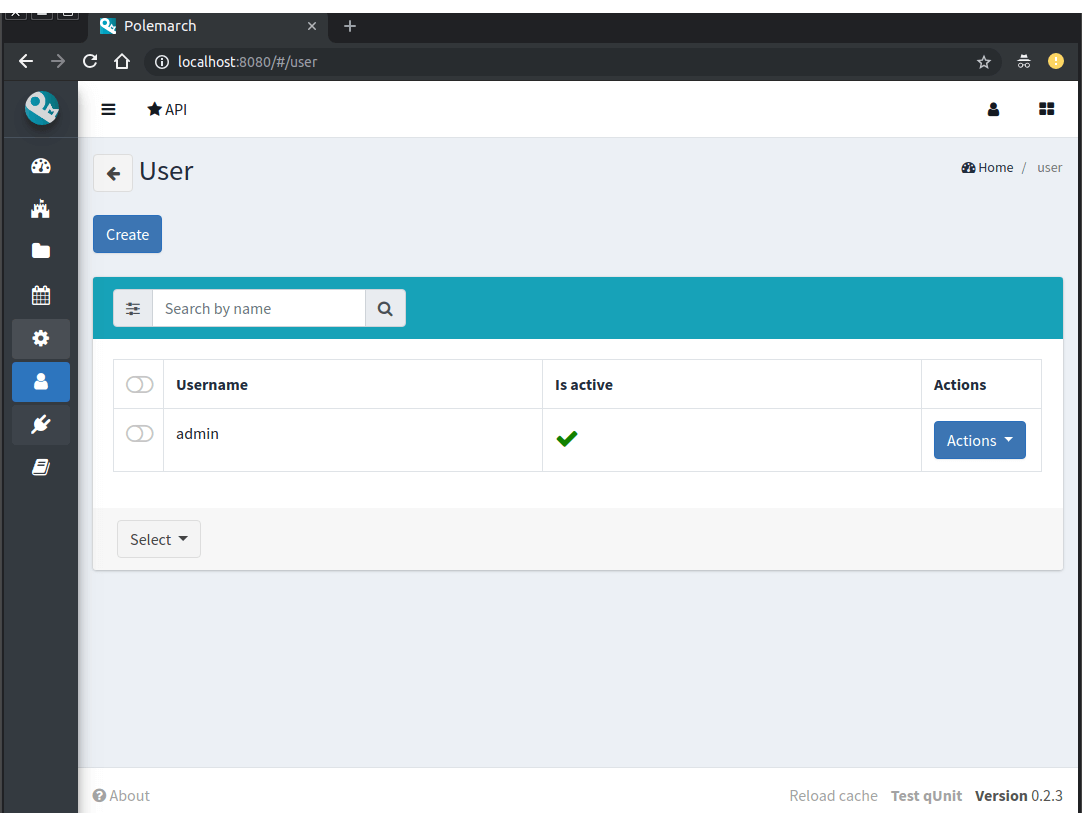 Polemarch
localhost:8080/#/user
API
User
Home / user
Create
Search by name
Username Is active Actions
admin Actions
Select
About Reload cache Test qUnit Version 0.2.3